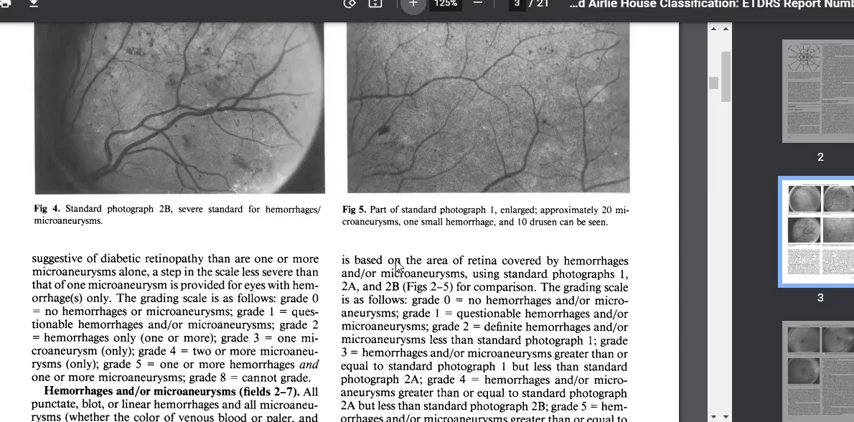 125%
3 / 21
...d Airlie House Classification: ETDRS Report Num
Fig 4. Standard photograph 2B, severe standard for hemorrhages/
microaneurysms.
Fig 5. Part of standard photograph 1, enlarged; approximately 20 mi-
croaneurysms, one small hemorrhage, and 10 drusen can be seen.
suggestive of diabetic retinopathy than are one or more
microaneurysms alone, a step in the scale less severe than
that of one microaneurysm is provided for eyes with hem-
orrhage(s) only. The grading scale is as follows: grade 0
= no hemorrhages or microaneurysms; grade 1 = ques-
tionable hemorrhages and/or microaneurysms; grade 2
= hemorrhages only (one or more); grade 3 = one mi-
croaneurysm (only); grade 4 = two or more microaneu-
rysms (only); grade 5 = one or more hemorrhages and
one or more microaneurysms; grade 8 = cannot grade.
Hemorrhages and/or microaneurysms (fields 2–7). All
punctate, blot, or linear hemorrhages and all microaneu-
rysms (whether the color of venous blood or paler, and
is based on the area of retina covered by hemorrhages
and/or microaneurysms, using standard photographs 1,
2A, and 2B (Figs 2–5) for comparison. The grading scale
is as follows: grade 0 = no hemorrhages and/or micro-
aneurysms; grade 1 = questionable hemorrhages and/or
microaneurysms; grade 2 = definite hemorrhages and/or
microaneurysms less than standard photograph 1; grade
3 = hemorrhages and/or microaneurysms greater than or
equal to standard photograph 1 but less than standard
photograph 2A; grade 4 = hemorrhages and/or micro-
aneurysms greater than or equal to standard photograph
2A but less than standard photograph 2B; grade 5 = hem-
orrhages and/or microaneurysms greater than or equal to
2
3